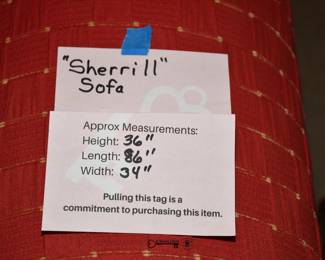 "Sherrill"
Sofa
Approx Measurements:
Height: 36"
Length: 86"
Width: 34"
Pulling this tag is a
commitment to purchasing this item.